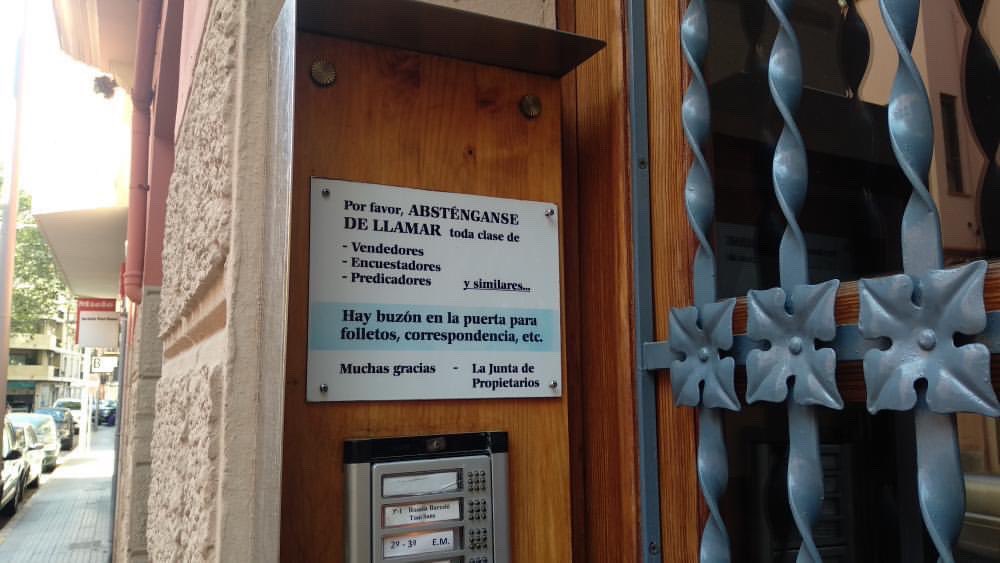 Por favor, ABSTÉNGANSE
DE LLAMAR toda clase de
- Vendedores
- Encuestadores
- Predicadores y similares...
Hay buzón en la puerta para
folletos, correspondencia, etc.
Muchas gracias - La Junta de
Propietarios
2º - 3ª E.M.